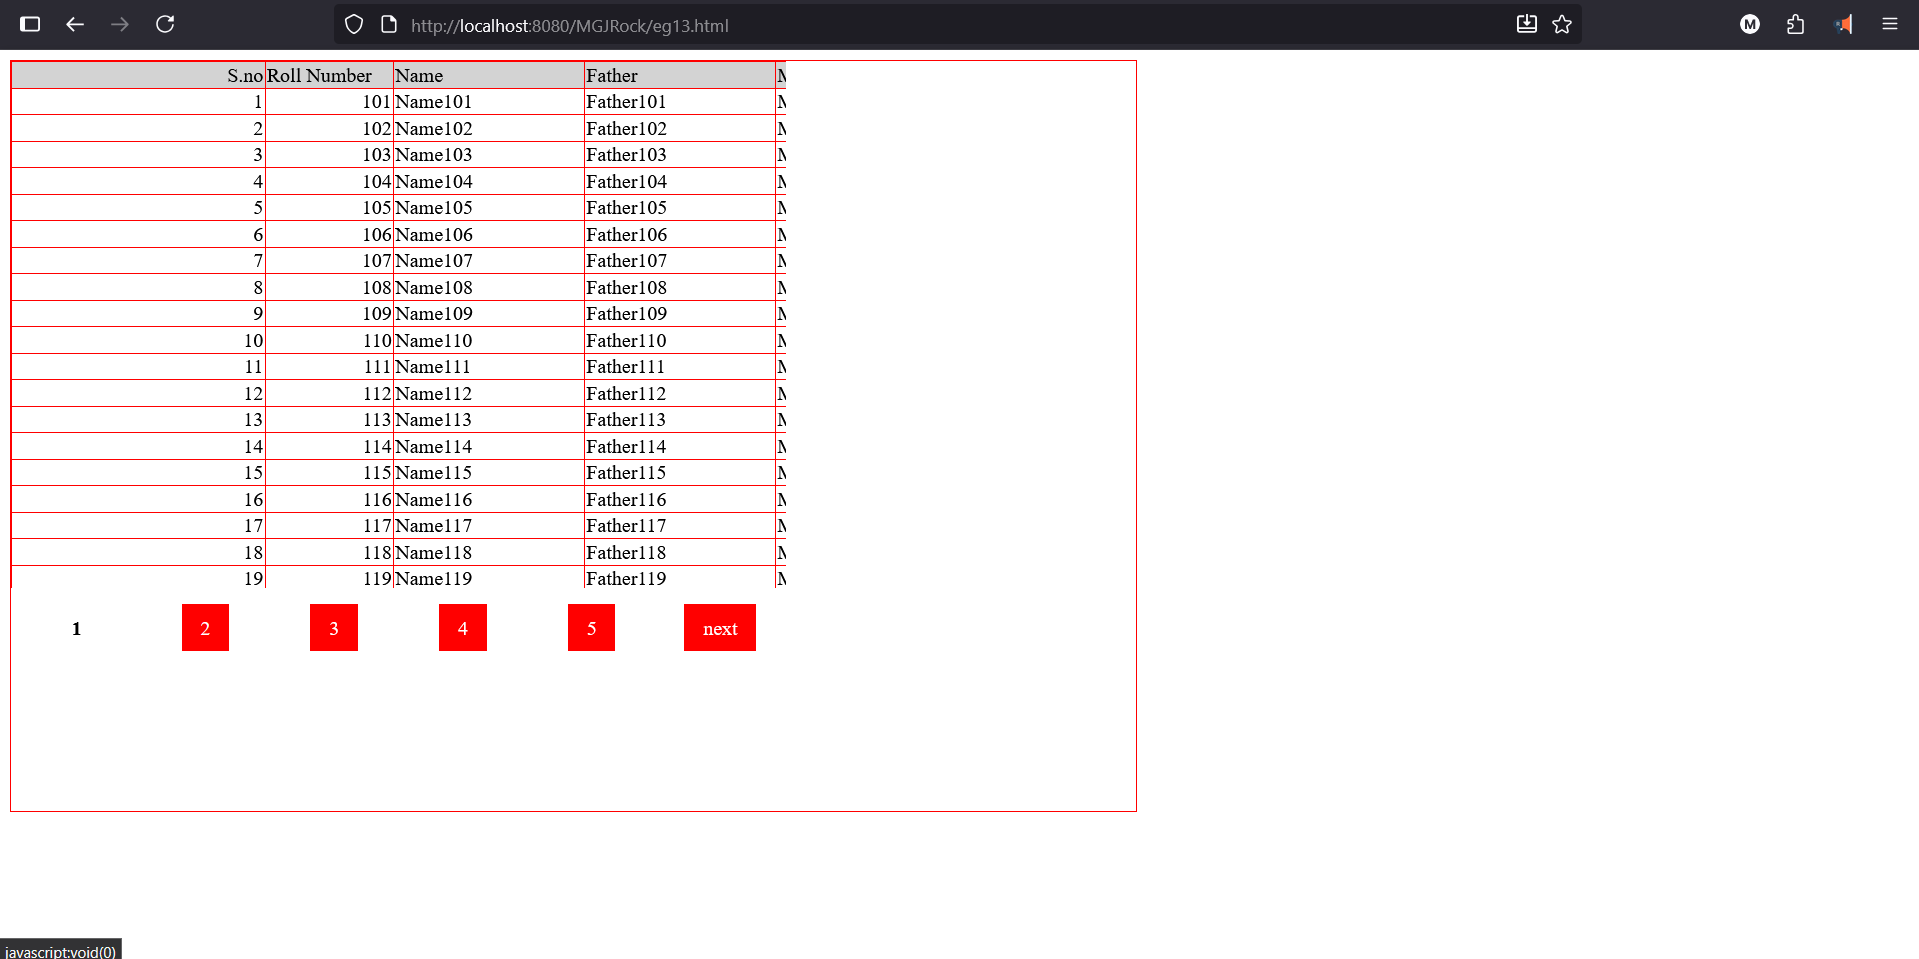 http://localhost:8080/MGJRock/eg13.html
M
S.no Roll Number Name Father M
1 101 Name101 Father101 M
2 102 Name102 Father102 M
3 103 Name103 Father103 M
4 104 Name104 Father104 M
5 105 Name105 Father105 M
6 106 Name106 Father106 M
7 107 Name107 Father107 M
8 108 Name108 Father108 M
9 109 Name109 Father109 M
10 110 Name110 Father110 M
11 111 Name111 Father111 M
12 112 Name112 Father112 M
13 113 Name113 Father113 M
14 114 Name114 Father114 M
15 115 Name115 Father115 M
16 116 Name116 Father116 M
17 117 Name117 Father117 M
18 118 Name118 Father118 M
19 119 Name119 Father119 M
1 2 3 4 5 next
javascript:void(0)